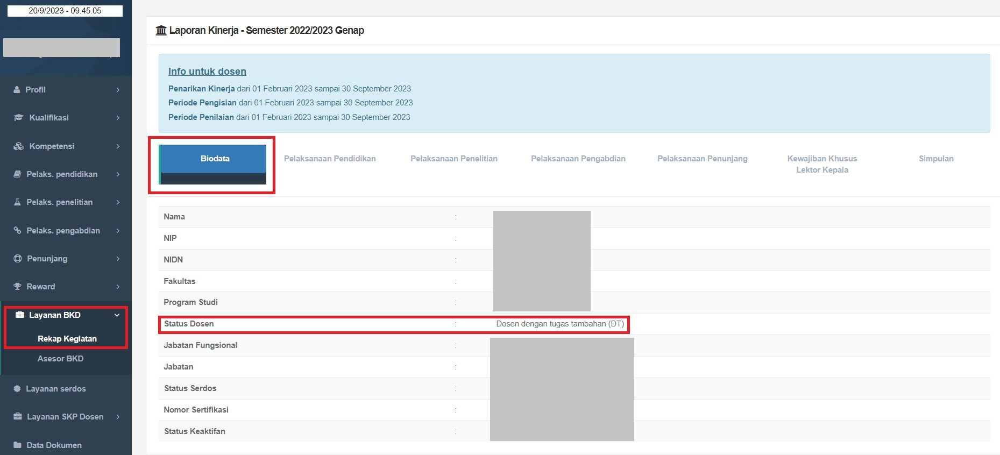 20/9/2023 - 09.45.05
Profil
Kualifikasi
Kompetensi
Pelaks. pendidikan
Pelaks. penelitian
Pelaks. pengabdian
Penunjang
Reward
Layanan BKD
Rekap Kegiatan
Asesor BKD
Layanan serdos
Layanan SKP Dosen
Data Dokumen
Laporan Kinerja - Semester 2022/2023 Genap
Info untuk dosen
Penarikan Kinerja dari 01 Februari 2023 sampai 30 September 2023
Periode Pengisian dari 01 Februari 2023 sampai 30 September 2023
Periode Penilaian dari 01 Februari 2023 sampai 30 September 2023
Biodata
Pelaksanaan Pendidikan
Pelaksanaan Penelitian
Pelaksanaan Pengabdian
Pelaksanaan Penunjang
Kewajiban Khusus
Lektor Kepala
Simpulan
Nama :
NIP :
NIDN :
Fakultas :
Program Studi :
Status Dosen : Dosen dengan tugas tambahan (DT)
Jabatan Fungsional :
Jabatan :
Status Serdos :
Nomor Sertifikasi :
Status Keaktifan :